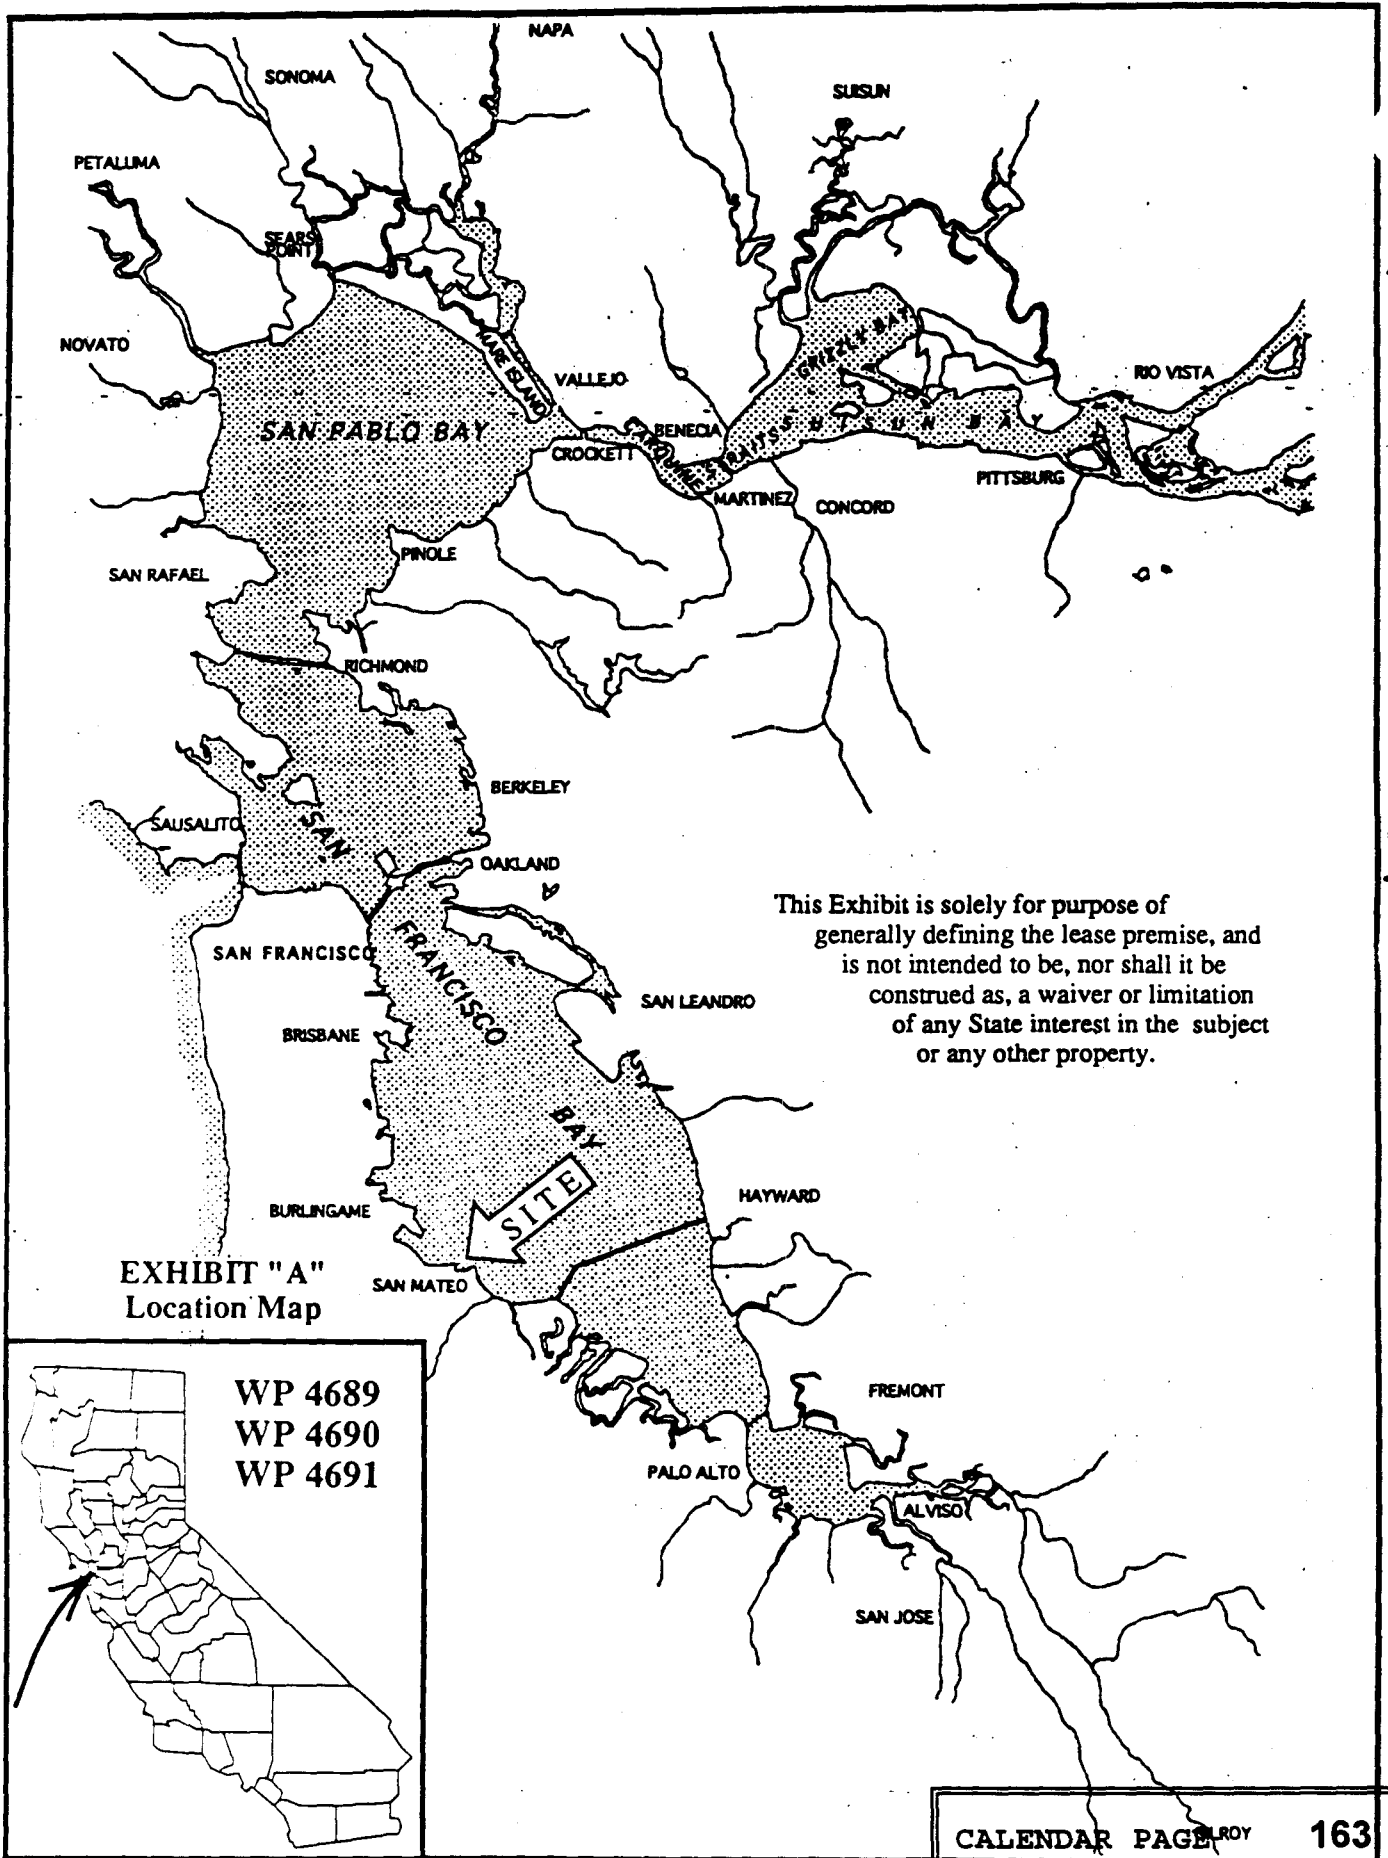 NAPA
SONOMA
SUISUN
PETALUMA
SEARS
POINT
NOVATO
MARE ISLAND
VALLEJO
GRIZZLY BAY
RIO VISTA
SAN PABLO BAY
BENECIA
SUISUN BAY
CROCKETT
STRAITS
MARTINEZ
CONCORD
PITTSBURG
PINOLE
SAN RAFAEL
RICHMOND
BERKELEY
SAUSALITO
SAN
OAKLAND
This Exhibit is solely for purpose of
generally defining the lease premise, and
is not intended to be, nor shall it be
construed as, a waiver or limitation
of any State interest in the subject
or any other property.
SAN FRANCISCO
FRANCISCO
SAN LEANDRO
BRISBANE
BAY
SITE
HAYWARD
BURLINGAME
EXHIBIT "A"
Location Map
SAN MATEO
WP 4689
WP 4690
WP 4691
FREMONT
PALO ALTO
ALVISO
SAN JOSE
CALENDAR PAGE 163